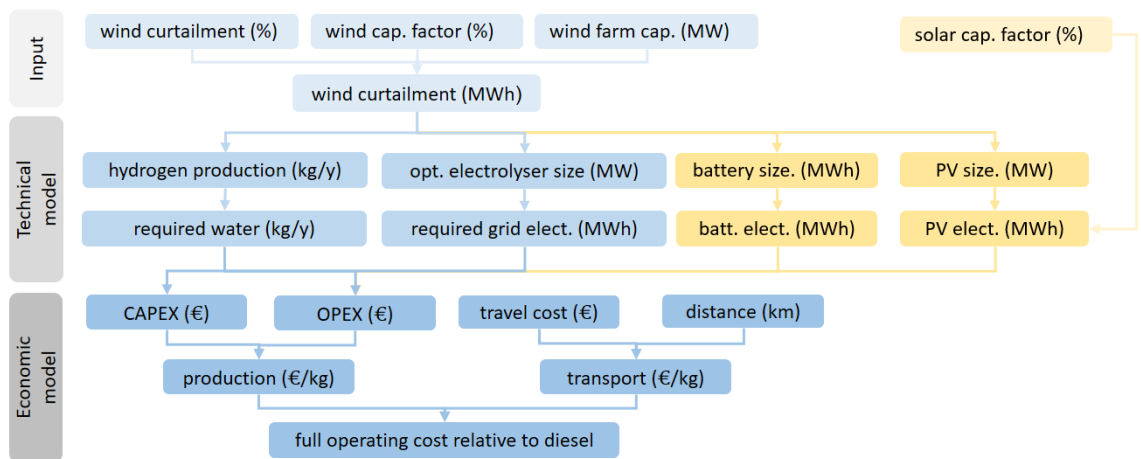 Input
wind curtailment (%)
wind cap. factor (%)
wind farm cap. (MW)
solar cap. factor (%)
wind curtailment (MWh)
Technical
model
hydrogen production (kg/y)
opt. electrolyser size (MW)
battery size. (MWh)
PV size. (MW)
required water (kg/y)
required grid elect. (MWh)
batt. elect. (MWh)
PV elect. (MWh)
Economic
model
CAPEX (€)
OPEX (€)
travel cost (€)
distance (km)
production (€/kg)
transport (€/kg)
full operating cost relative to diesel